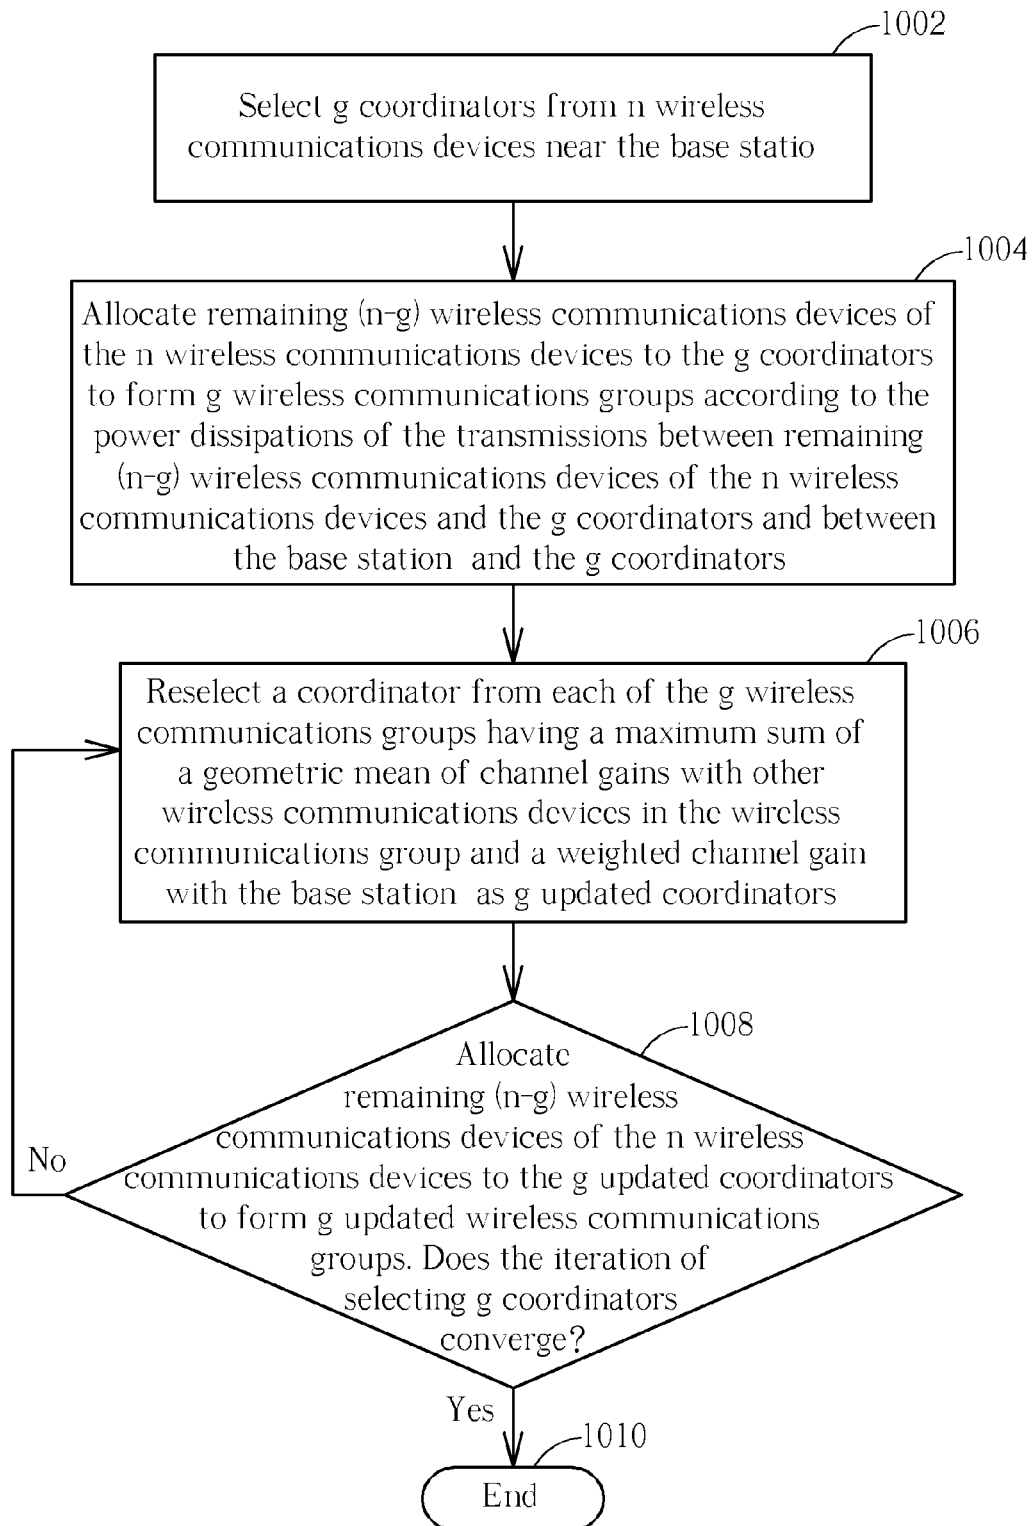 1002
Select g coordinators from n wireless
communications devices near the base statio
1004
Allocate remaining (n-g) wireless communications devices of
the n wireless communications devices to the g coordinators
to form g wireless communications groups according to the
power dissipations of the transmissions between remaining
(n-g) wireless communications devices of the n wireless
communications devices and the g coordinators and between
the base station and the g coordinators
1006
Reselect a coordinator from each of the g wireless
communications groups having a maximum sum of
a geometric mean of channel gains with other
wireless communications devices in the wireless
communications group and a weighted channel gain
with the base station as g updated coordinators
1008
Allocate
remaining (n-g) wireless
communications devices of the n wireless
communications devices to the g updated coordinators
to form g updated wireless communications
groups. Does the iteration of
selecting g coordinators
converge?
No
Yes
1010
End